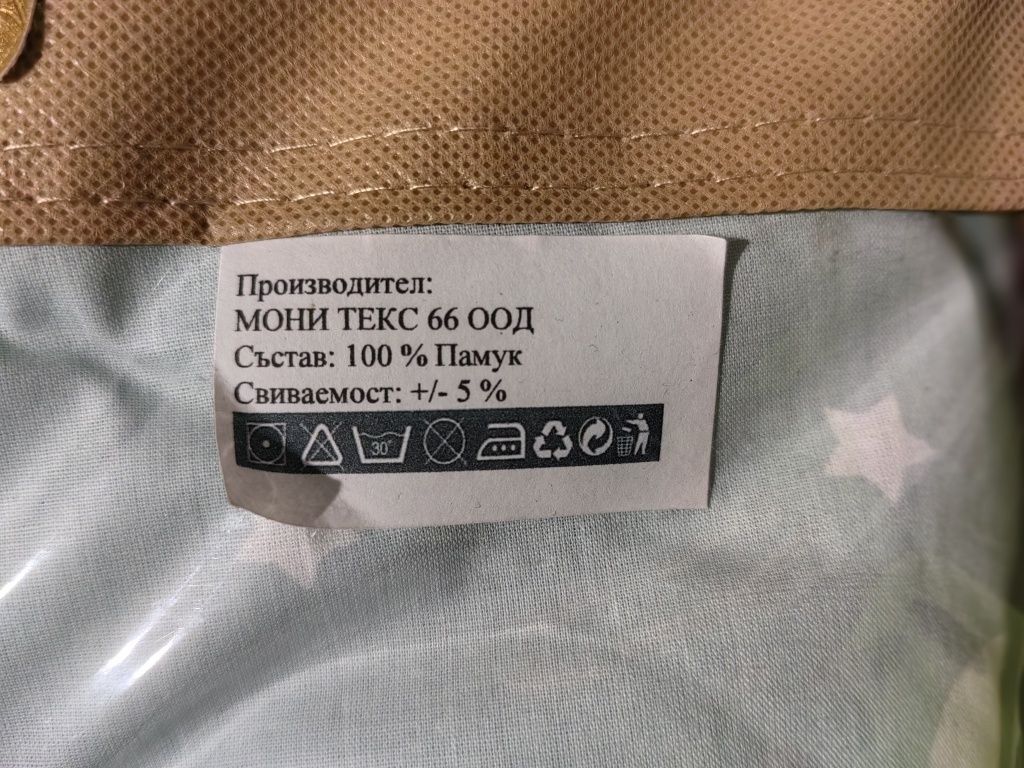 Производител:
МОНИ ТЕКС 66 ООД
Състав: 100 % Памук
Свиваемост: +/- 5 %
30°